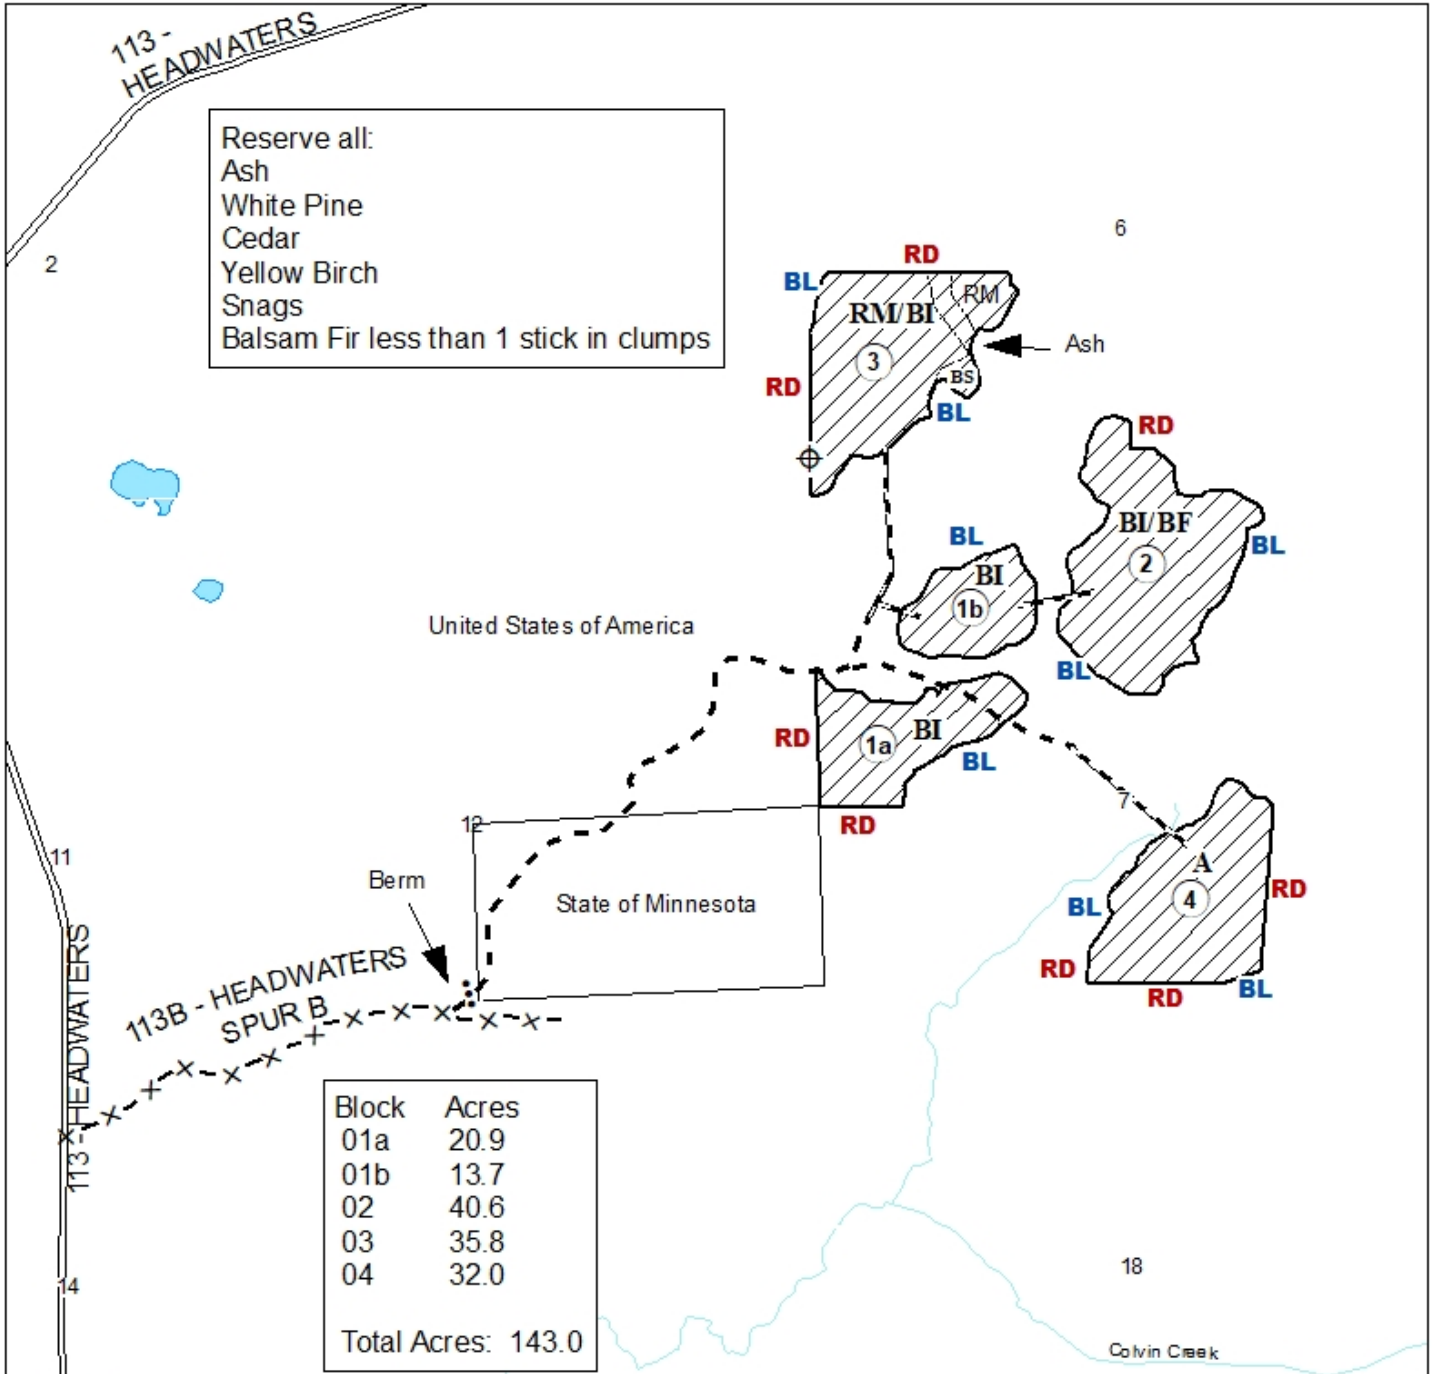 113 -
HEADWATERS
Reserve all:
Ash
White Pine
Cedar
Yellow Birch
Snags
Balsam Fir less than 1 stick in clumps
2
6
RD
BL
RM
RM/BI
Ash
3
RD
BS
BL
RD
BI/BF
BL
BL
2
BI
1b
United States of America
BL
RD
BI
1a
BL
7
RD
12
11
Berm
A
State of Minnesota
4
RD
BL
RD
BL
RD
113B - HEADWATERS
SPUR B
113 - HEADWATERS
Block Acres
01a 20.9
01b 13.7
02 40.6
03 35.8
04 32.0
Total Acres: 143.0
14
18
Colvin Creek